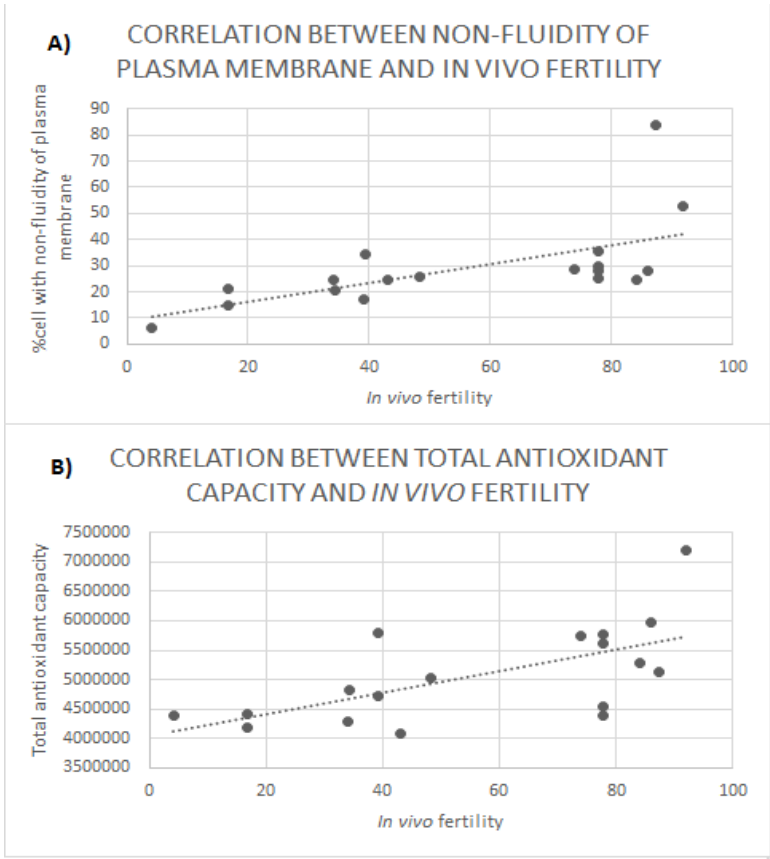 A)
CORRELATION BETWEEN NON-FLUIDITY OF
PLASMA MEMBRANE AND IN VIVO FERTILITY
%cell with non-fluidity of plasma
membrane
90
80
70
60
50
40
30
20
10
0
0 20 40 60 80 100
In vivo fertility
B)
CORRELATION BETWEEN TOTAL ANTIOXIDANT
CAPACITY AND IN VIVO FERTILITY
Total antioxidant capacity
7500000
7000000
6500000
6000000
5500000
5000000
4500000
4000000
3500000
0 20 40 60 80 100
In vivo fertility